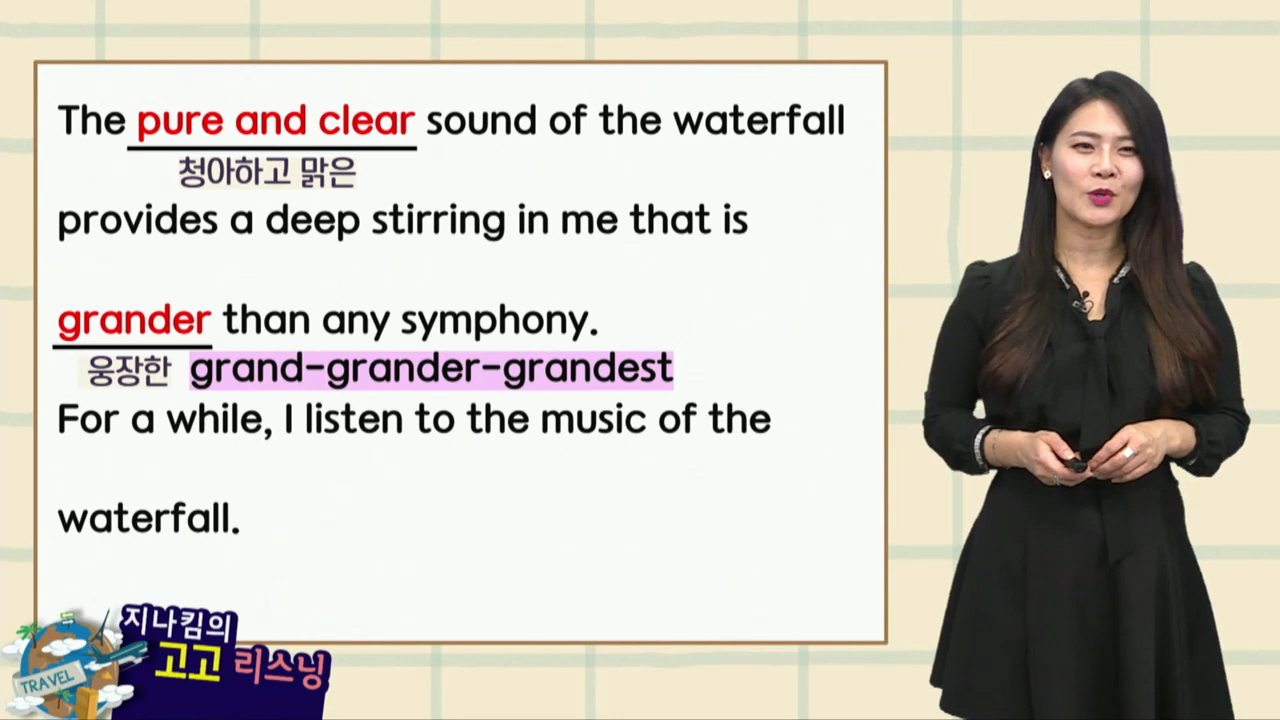 The pure and clear sound of the waterfall
청아하고 맑은
provides a deep stirring in me that is
grander than any symphony.
웅장한 grand-grander-grandest
For a while, I listen to the music of the
waterfall.
지나킴의
고고 리스닝
TRAVEL